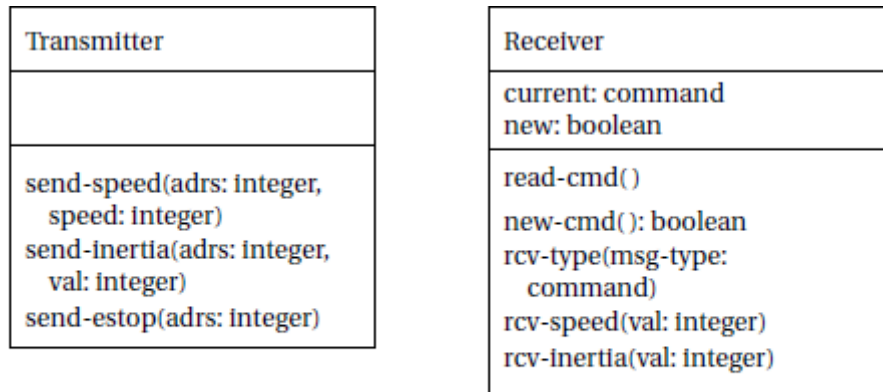 Transmitter
send-speed(adrs: integer,
speed: integer)
send-inertia(adrs: integer,
val: integer)
send-estop(adrs: integer)
Receiver
current: command
new: boolean
read-cmd( )
new-cmd( ): boolean
rcv-type(msg-type:
command)
rcv-speed(val: integer)
rcv-inertia(val: integer)